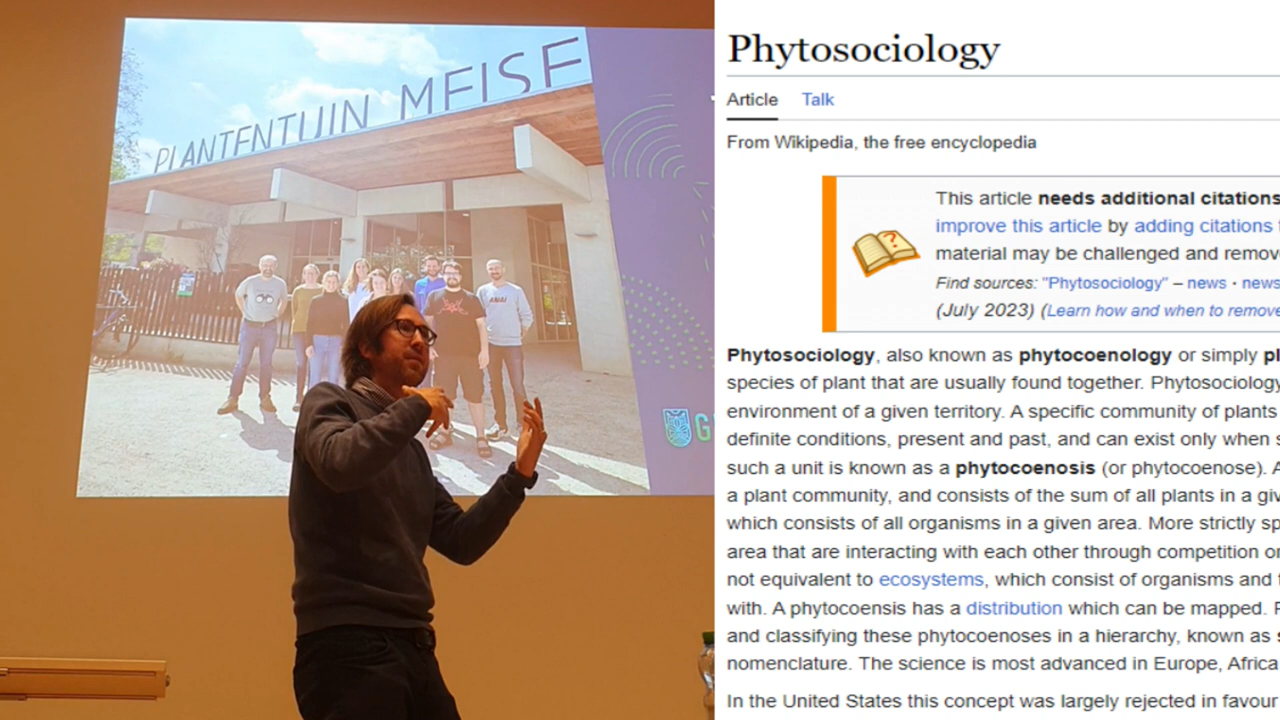 PLANTENTUIN MEISE
ANAI
G
Phytosociology
Article Talk
From Wikipedia, the free encyclopedia
This article needs additional citations
improve this article by adding citations
material may be challenged and remov
Find sources: "Phytosociology" – news · news
(July 2023) (Learn how and when to remove
Phytosociology, also known as phytocoenology or simply pl
species of plant that are usually found together. Phytosociology
environment of a given territory. A specific community of plants
definite conditions, present and past, and can exist only when s
such a unit is known as a phytocoenosis (or phytocoenose). A
a plant community, and consists of the sum of all plants in a giv
which consists of all organisms in a given area. More strictly sp
area that are interacting with each other through competition or
not equivalent to ecosystems, which consist of organisms and
with. A phytocoensis has a distribution which can be mapped. P
and classifying these phytocoenoses in a hierarchy, known as s
nomenclature. The science is most advanced in Europe, Africa
In the United States this concept was largely rejected in favour